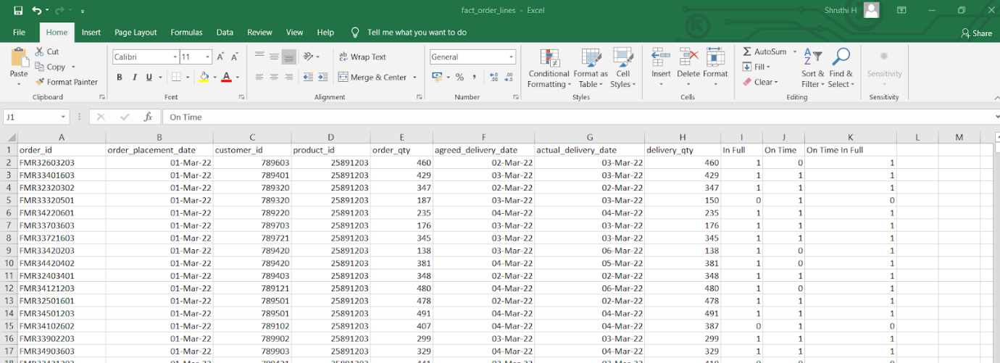 fact_order_lines - Excel
Shruthi H
File Home Insert Page Layout Formulas Data Review View Help Tell me what you want to do Share
Paste Cut Copy Format Painter
Calibri 11 A A
B I U A
ab Wrap Text
Merge & Center
General
% ,
Conditional Formatting Format as Table Cell Styles
Insert Delete Format
AutoSum Fill Clear
Sort & Filter Find & Select
Sensitivity
Clipboard Font Alignment Number Styles Cells Editing Sensitivity
J1 fx On Time
A B C D E F G H I J K L M
1 order_id order_placement_date customer_id product_id order_qty agreed_delivery_date actual_delivery_date delivery_qty In Full On Time On Time In Full
2 FMR32603203 01-Mar-22 789603 25891203 460 02-Mar-22 03-Mar-22 460 1 0 1
3 FMR33401603 01-Mar-22 789401 25891203 429 03-Mar-22 03-Mar-22 429 1 1 1
4 FMR32320302 01-Mar-22 789320 25891203 347 02-Mar-22 02-Mar-22 347 1 1 1
5 FMR33320501 01-Mar-22 789320 25891203 187 03-Mar-22 03-Mar-22 150 0 1 0
6 FMR34220601 01-Mar-22 789220 25891203 235 04-Mar-22 04-Mar-22 235 1 1 1
7 FMR33703603 01-Mar-22 789703 25891203 176 03-Mar-22 03-Mar-22 176 1 1 1
8 FMR33721603 01-Mar-22 789721 25891203 345 03-Mar-22 03-Mar-22 345 1 1 1
9 FMR33420203 01-Mar-22 789420 25891203 138 03-Mar-22 06-Mar-22 138 1 0 1
10 FMR34420402 01-Mar-22 789420 25891203 381 04-Mar-22 05-Mar-22 381 1 0 1
11 FMR32403401 01-Mar-22 789403 25891203 348 02-Mar-22 02-Mar-22 348 1 1 1
12 FMR34121203 01-Mar-22 789121 25891203 480 04-Mar-22 06-Mar-22 480 1 0 1
13 FMR32501601 01-Mar-22 789501 25891203 478 02-Mar-22 02-Mar-22 478 1 1 1
14 FMR34501203 01-Mar-22 789501 25891203 491 04-Mar-22 04-Mar-22 491 1 1 1
15 FMR34102602 01-Mar-22 789102 25891203 407 04-Mar-22 04-Mar-22 387 0 1 0
16 FMR33902203 01-Mar-22 789902 25891203 299 03-Mar-22 03-Mar-22 299 1 1 1
17 FMR34903603 01-Mar-22 789903 25891203 329 04-Mar-22 04-Mar-22 329 1 1 1